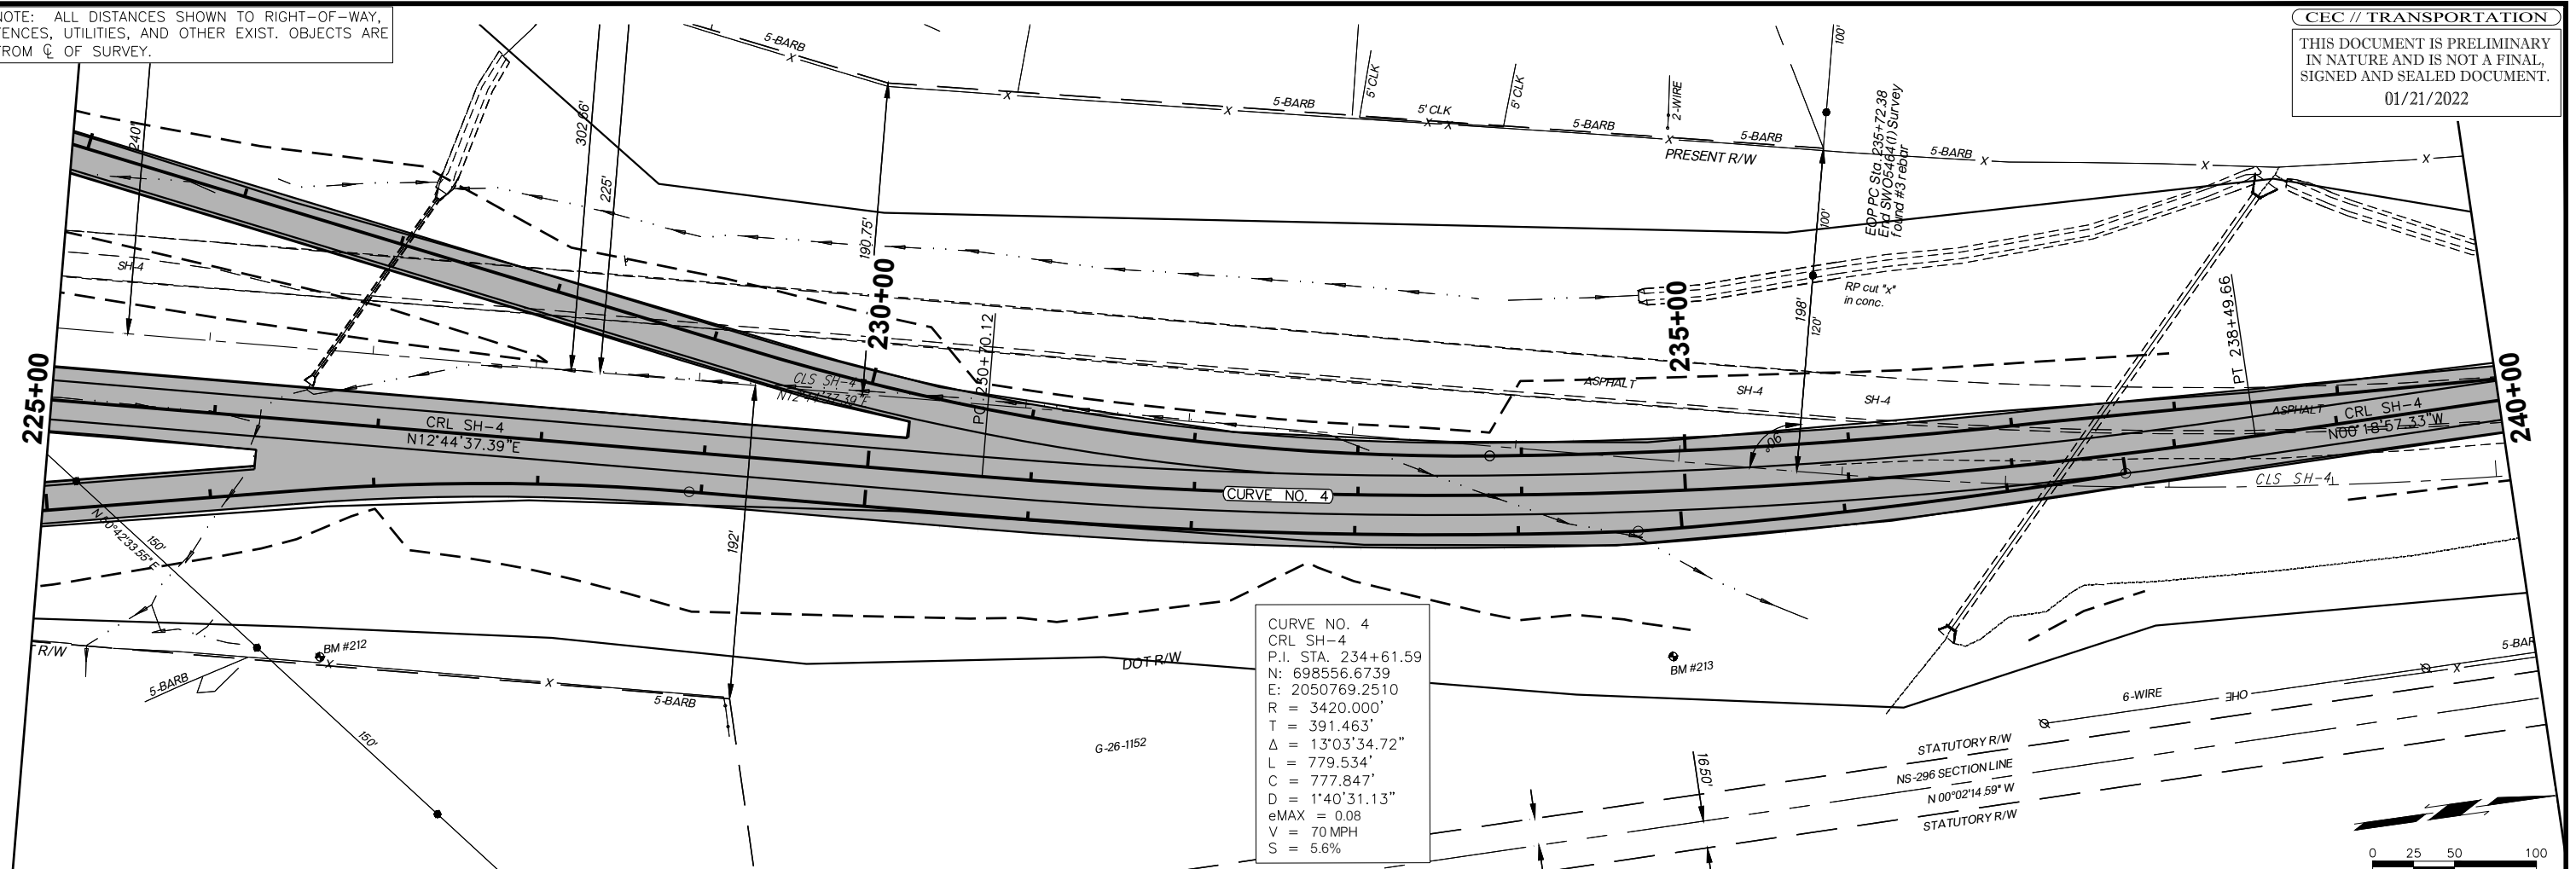 NOTE: ALL DISTANCES SHOWN TO RIGHT-OF-WAY,
FENCES, UTILITIES, AND OTHER EXIST. OBJECTS ARE
FROM ℄ OF SURVEY.
CEC // TRANSPORTATION
THIS DOCUMENT IS PRELIMINARY
IN NATURE AND IS NOT A FINAL,
SIGNED AND SEALED DOCUMENT.
01/21/2022
5-BARB
X
240'
302.66'
225'
190.75'
X
X
5-BARB
5' CLK
5' CLK
X X
5' CLK
5-BARB
2-WIRE
X
5-BARB
PRESENT R/W
100'
100'
EOP PC Sta. 235+72.38
End SWO5464(1) Survey
found #3 rebar
5-BARB
X
X
X
RP cut "x"
in conc.
198'
120'
SH-4
225+00
230+00
235+00
240+00
250+70.12
PT 238+49.66
CLS SH-4
N12°44'37.39"E
ASPHALT
SH-4
SH-4
CRL SH-4
N12°44'37.39"E
90°
ASPHALT
CRL SH-4
N00°18'57.33"W
CLS SH-4
CURVE NO. 4
192'
150'
150'
R/W
BM #212
X
X
5-BARB
5-BARB
DOT R/W
G-26-1152
BM #213
CURVE NO. 4
CRL SH-4
P.I. STA. 234+61.59
N: 698556.6739
E: 2050769.2510
R = 3420.000'
T = 391.463'
Δ = 13°03'34.72"
L = 779.534'
C = 777.847'
D = 1°40'31.13"
eMAX = 0.08
V = 70 MPH
S = 5.6%
16.50'
STATUTORY R/W
NS-296 SECTION LINE
N 00°02'14.59" W
STATUTORY R/W
6-WIRE
OHE
X
5-BAR
0 25 50 100